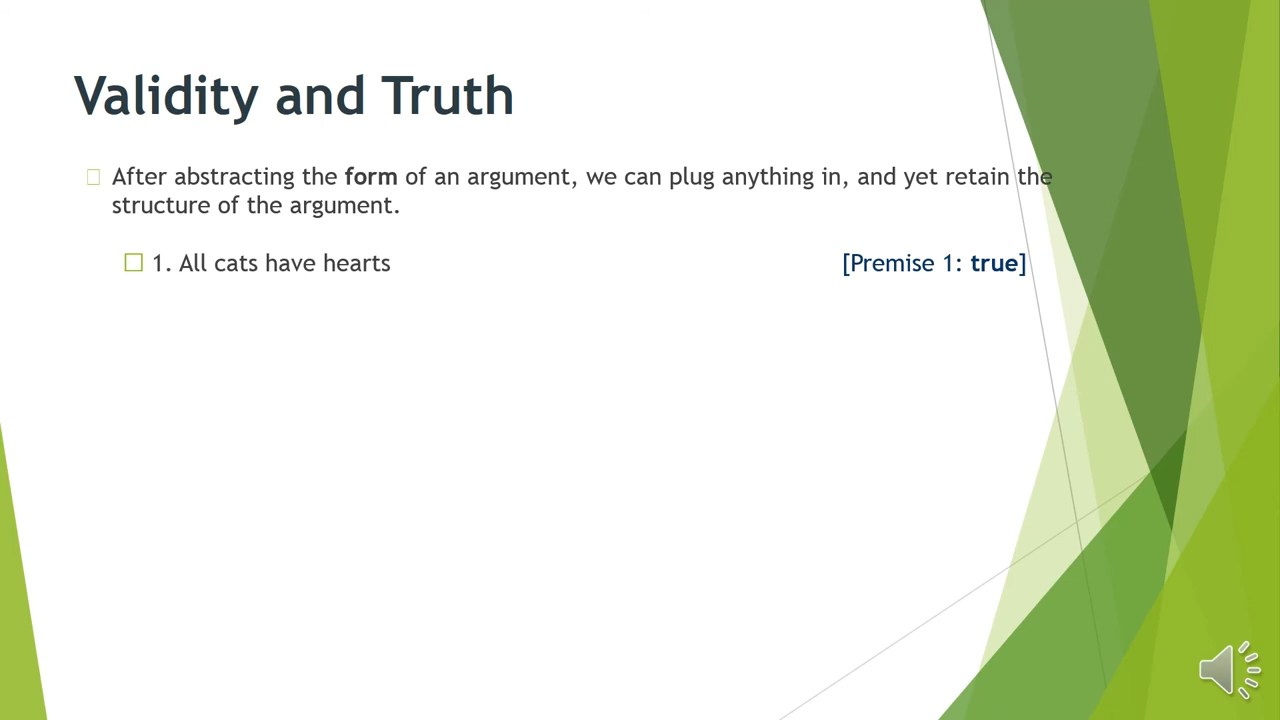 Validity and Truth
After abstracting the form of an argument, we can plug anything in, and yet retain the
structure of the argument.
1. All cats have hearts [Premise 1: true]